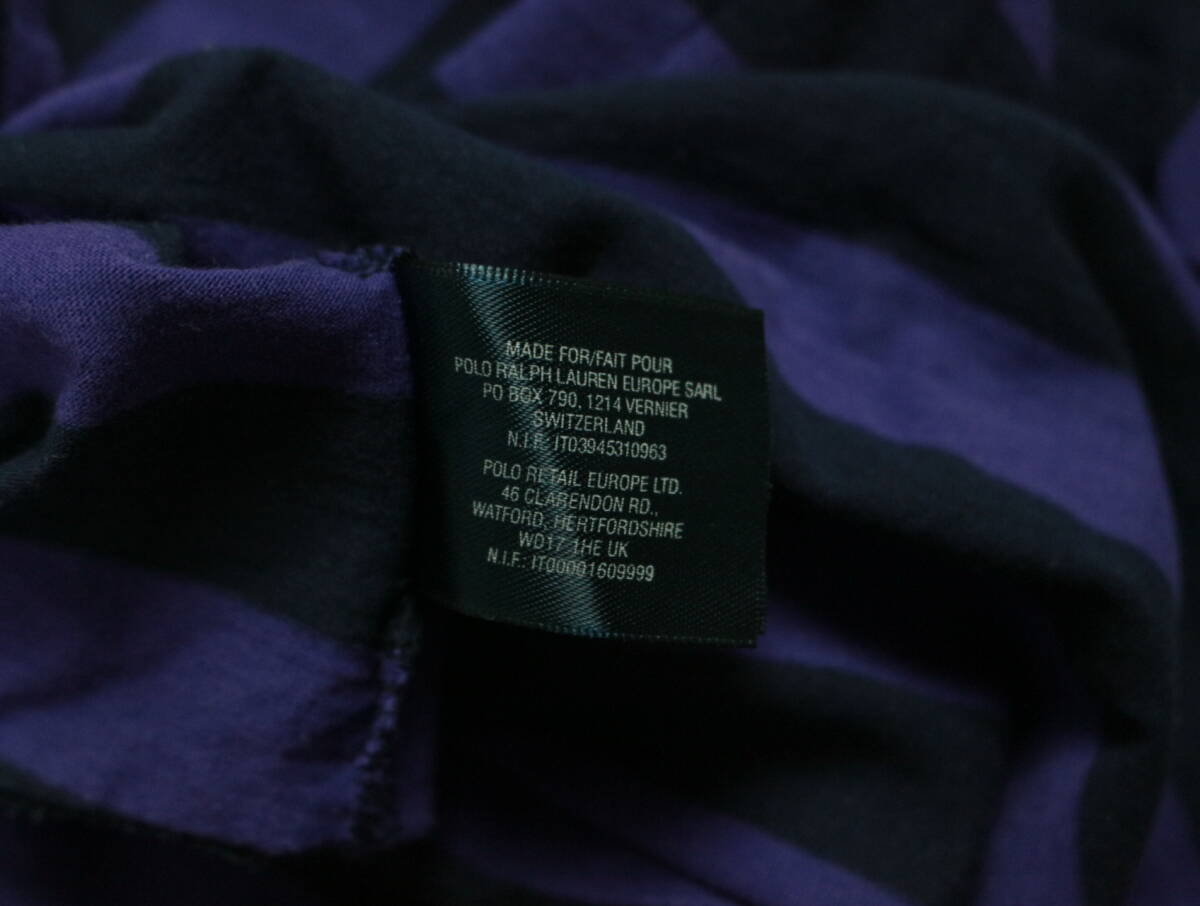 MADE FOR/FAIT POUR
POLO RALPH LAUREN EUROPE SARL
PO BOX 790, 1214 VERNIER
SWITZERLAND
N.I.F.: IT03945310963
POLO RETAIL EUROPE LTD.
46 CLARENDON RD.,
WATFORD, HERTFORDSHIRE
WD17 1HE UK
N.I.F.: IT00001609999